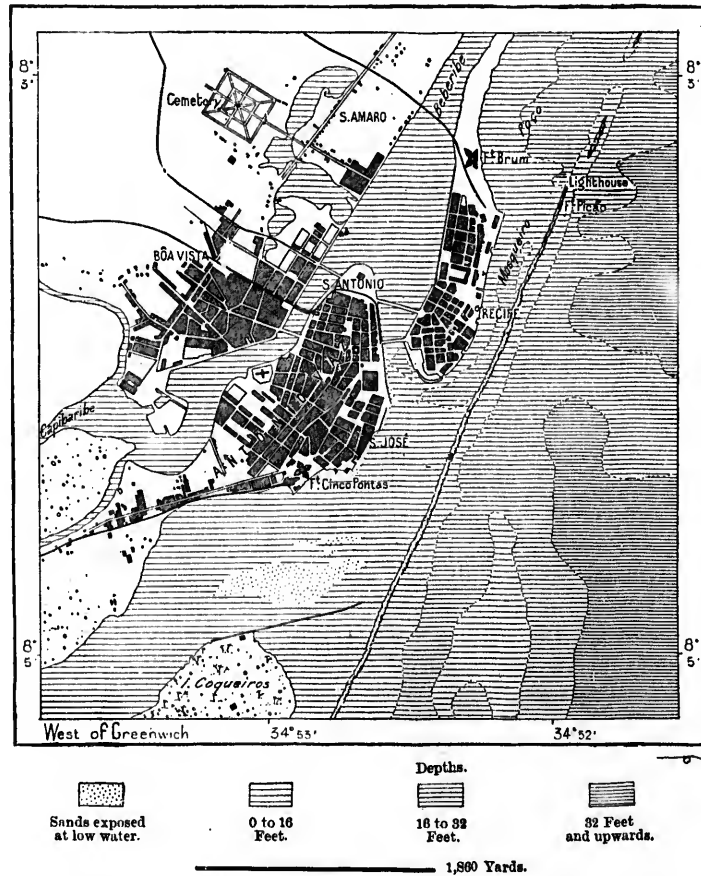 8°
3'
8°
3'
Cemetery
S. AMARO
Beberibe
Poço
Ft. Brum
Lighthouse
Ft. Picão
Mosqueiro
BÔA VISTA
S. ANTONIO
RECIFE
Capibaribe
S. JOSÉ
Ft. Cinco Pontas
8°
5'
8°
5'
I. Coqueiros
West of Greenwich
34°53'
34°52'
Depths.
Sands exposed
at low water.
0 to 16
Feet.
16 to 32
Feet.
32 Feet
and upwards.
1,860 Yards.